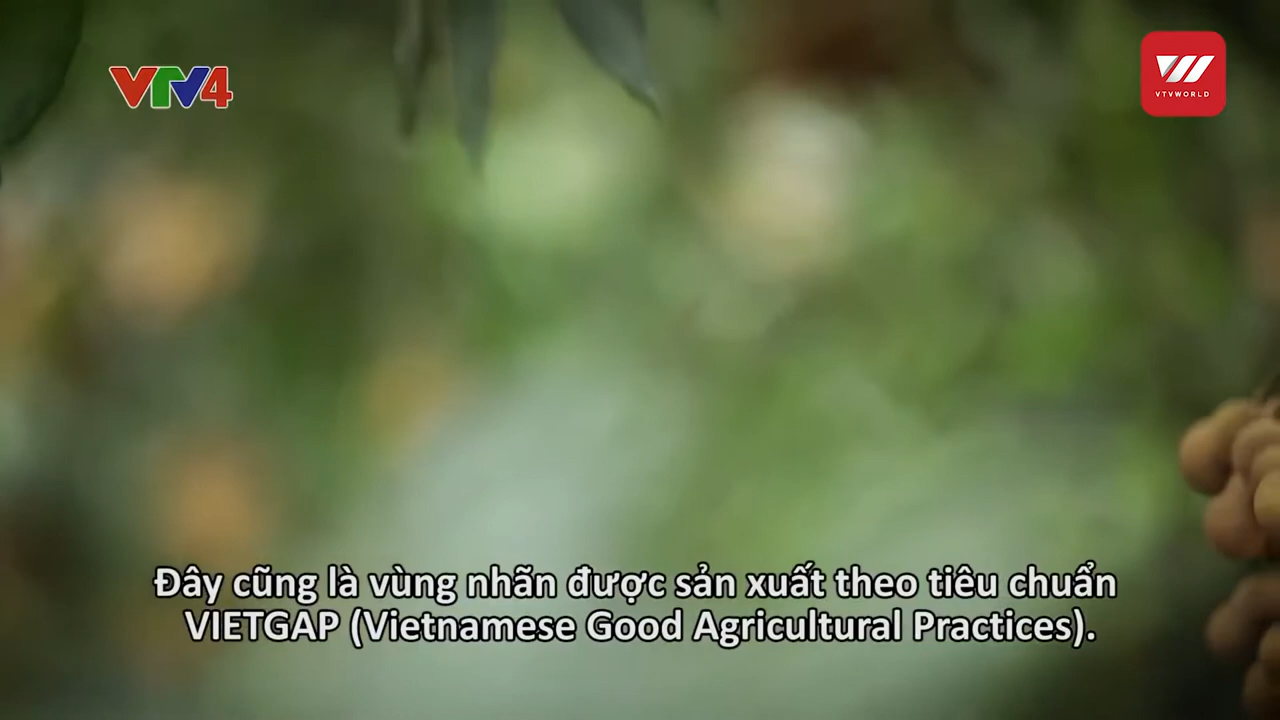 VTV4
VTVWORLD
Đây cũng là vùng nhãn được sản xuất theo tiêu chuẩn
VIETGAP (Vietnamese Good Agricultural Practices).